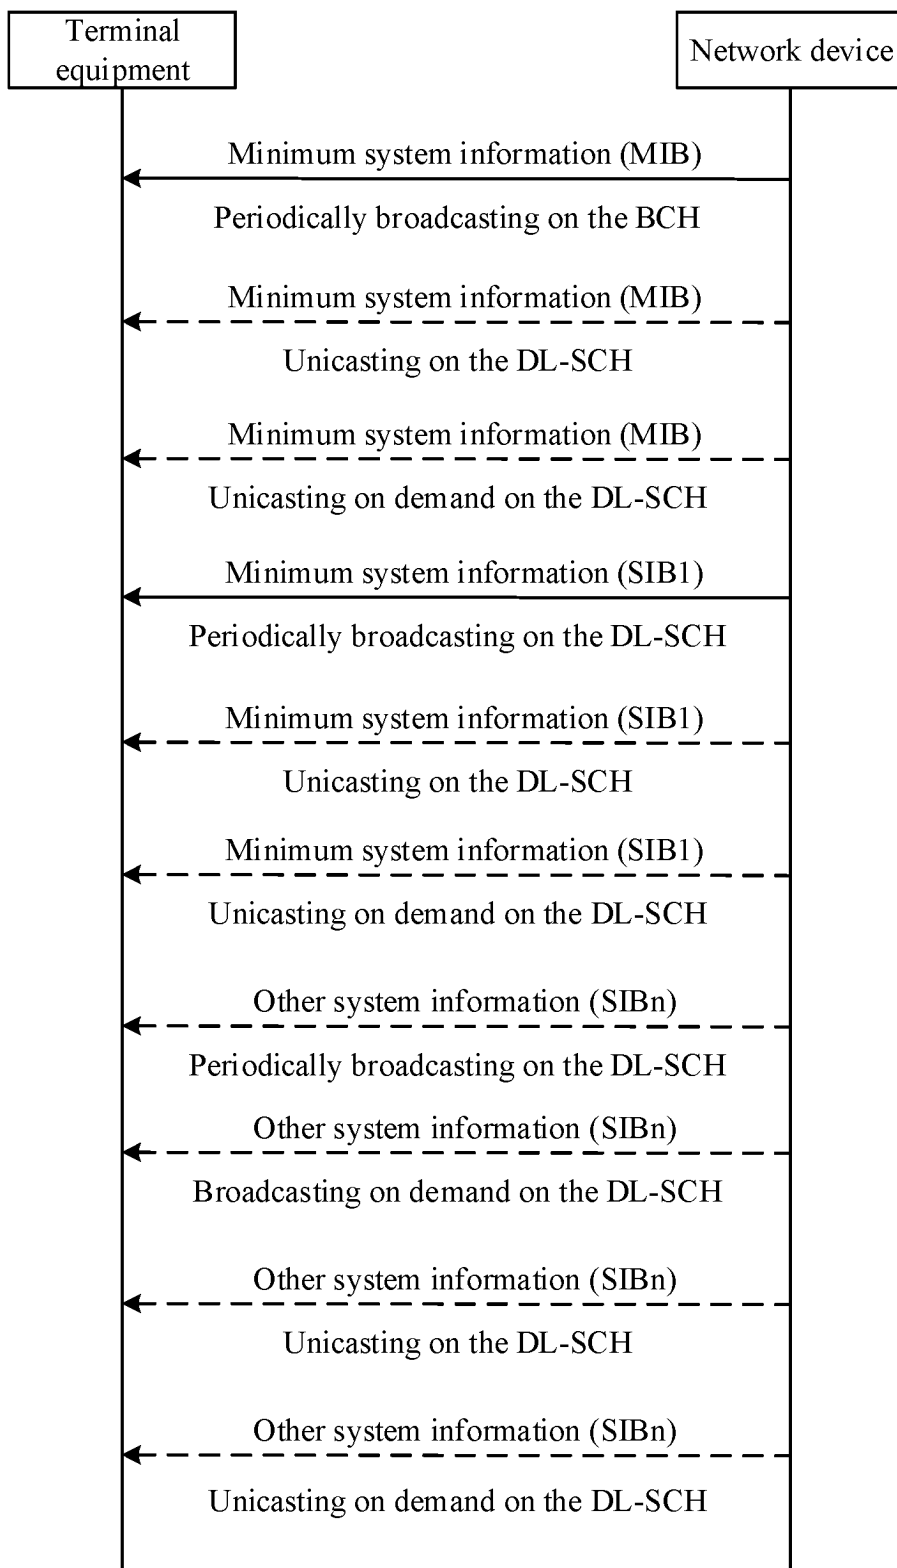 Terminal
equipment
Network device
Minimum system information (MIB)
Periodically broadcasting on the BCH
Minimum system information (MIB)
Unicasting on the DL-SCH
Minimum system information (MIB)
Unicasting on demand on the DL-SCH
Minimum system information (SIB1)
Periodically broadcasting on the DL-SCH
Minimum system information (SIB1)
Unicasting on the DL-SCH
Minimum system information (SIB1)
Unicasting on demand on the DL-SCH
Other system information (SIBn)
Periodically broadcasting on the DL-SCH
Other system information (SIBn)
Broadcasting on demand on the DL-SCH
Other system information (SIBn)
Unicasting on the DL-SCH
Other system information (SIBn)
Unicasting on demand on the DL-SCH